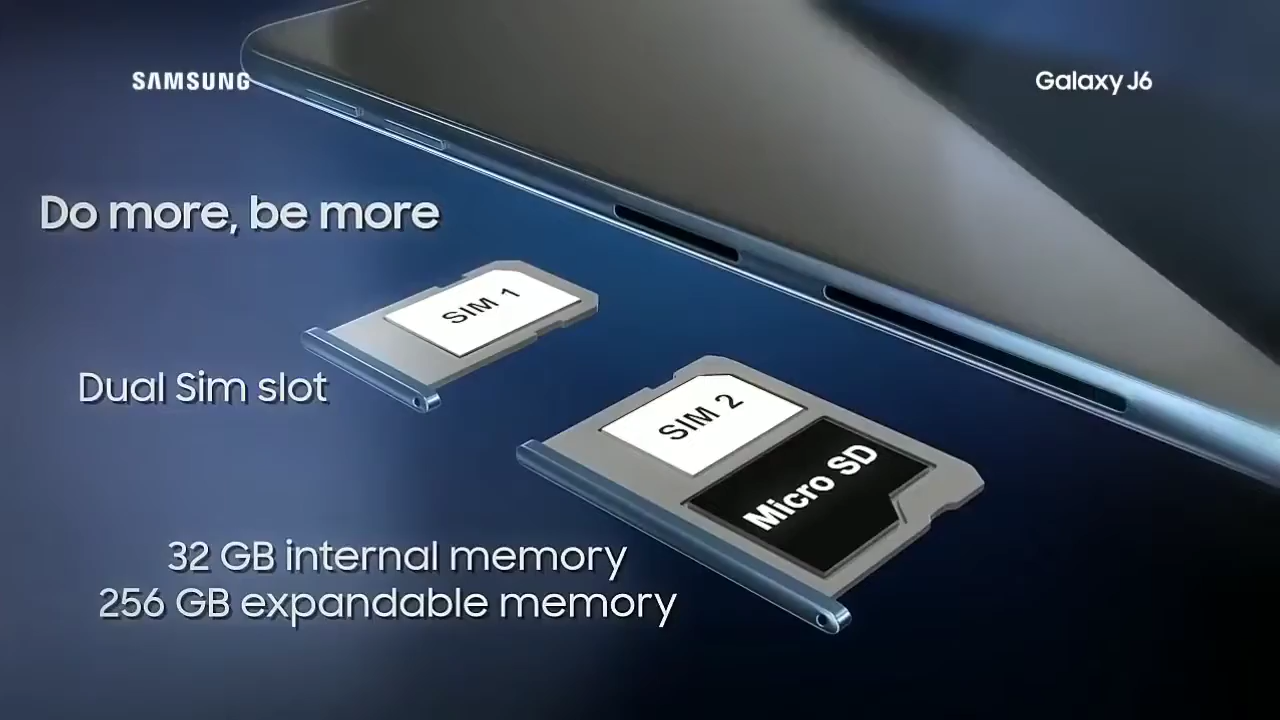 SAMSUNG
Galaxy J6
Do more, be more
SIM 1
Dual Sim slot
SIM 2
Micro SD
32 GB internal memory
256 GB expandable memory